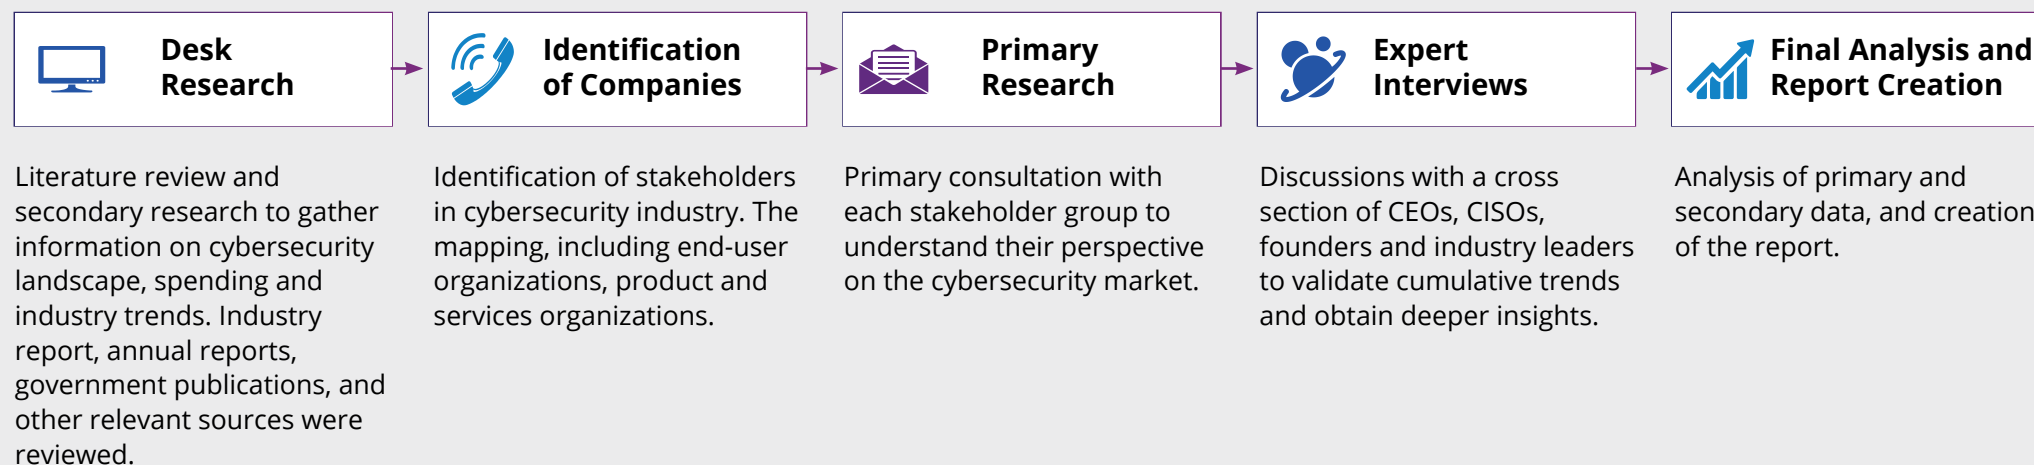 Desk
Research
Identification
of Companies
Primary
Research
Expert
Interviews
Final Analysis and
Report Creation
Literature review and
secondary research to gather
information on cybersecurity
landscape, spending and
industry trends. Industry
report, annual reports,
government publications, and
other relevant sources were
reviewed.
Identification of stakeholders
in cybersecurity industry. The
mapping, including end-user
organizations, product and
services organizations.
Primary consultation with
each stakeholder group to
understand their perspective
on the cybersecurity market.
Discussions with a cross
section of CEOs, CISOs,
founders and industry leaders
to validate cumulative trends
and obtain deeper insights.
Analysis of primary and
secondary data, and creation
of the report.